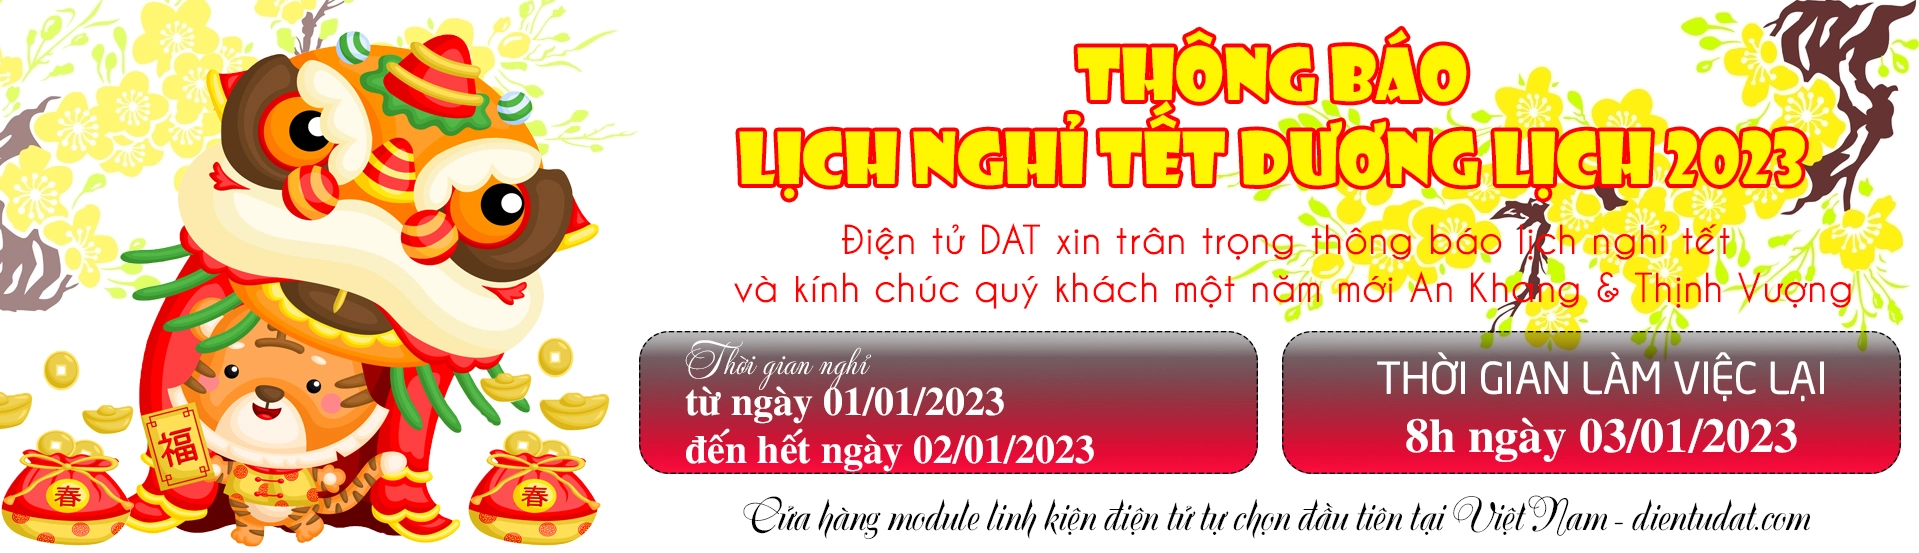 THÔNG BÁO
LỊCH NGHỈ TẾT DƯƠNG LỊCH 2023
Điện tử DAT xin trân trọng thông báo lịch nghỉ tết
và kính chúc quý khách một năm mới An Khang & Thịnh Vượng
Thời gian nghỉ
từ ngày 01/01/2023
đến hết ngày 02/01/2023
THỜI GIAN LÀM VIỆC LẠI
8h ngày 03/01/2023
Cửa hàng module linh kiện điện tử tự chọn đầu tiên tại Việt Nam - dientudat.com
福
春
春